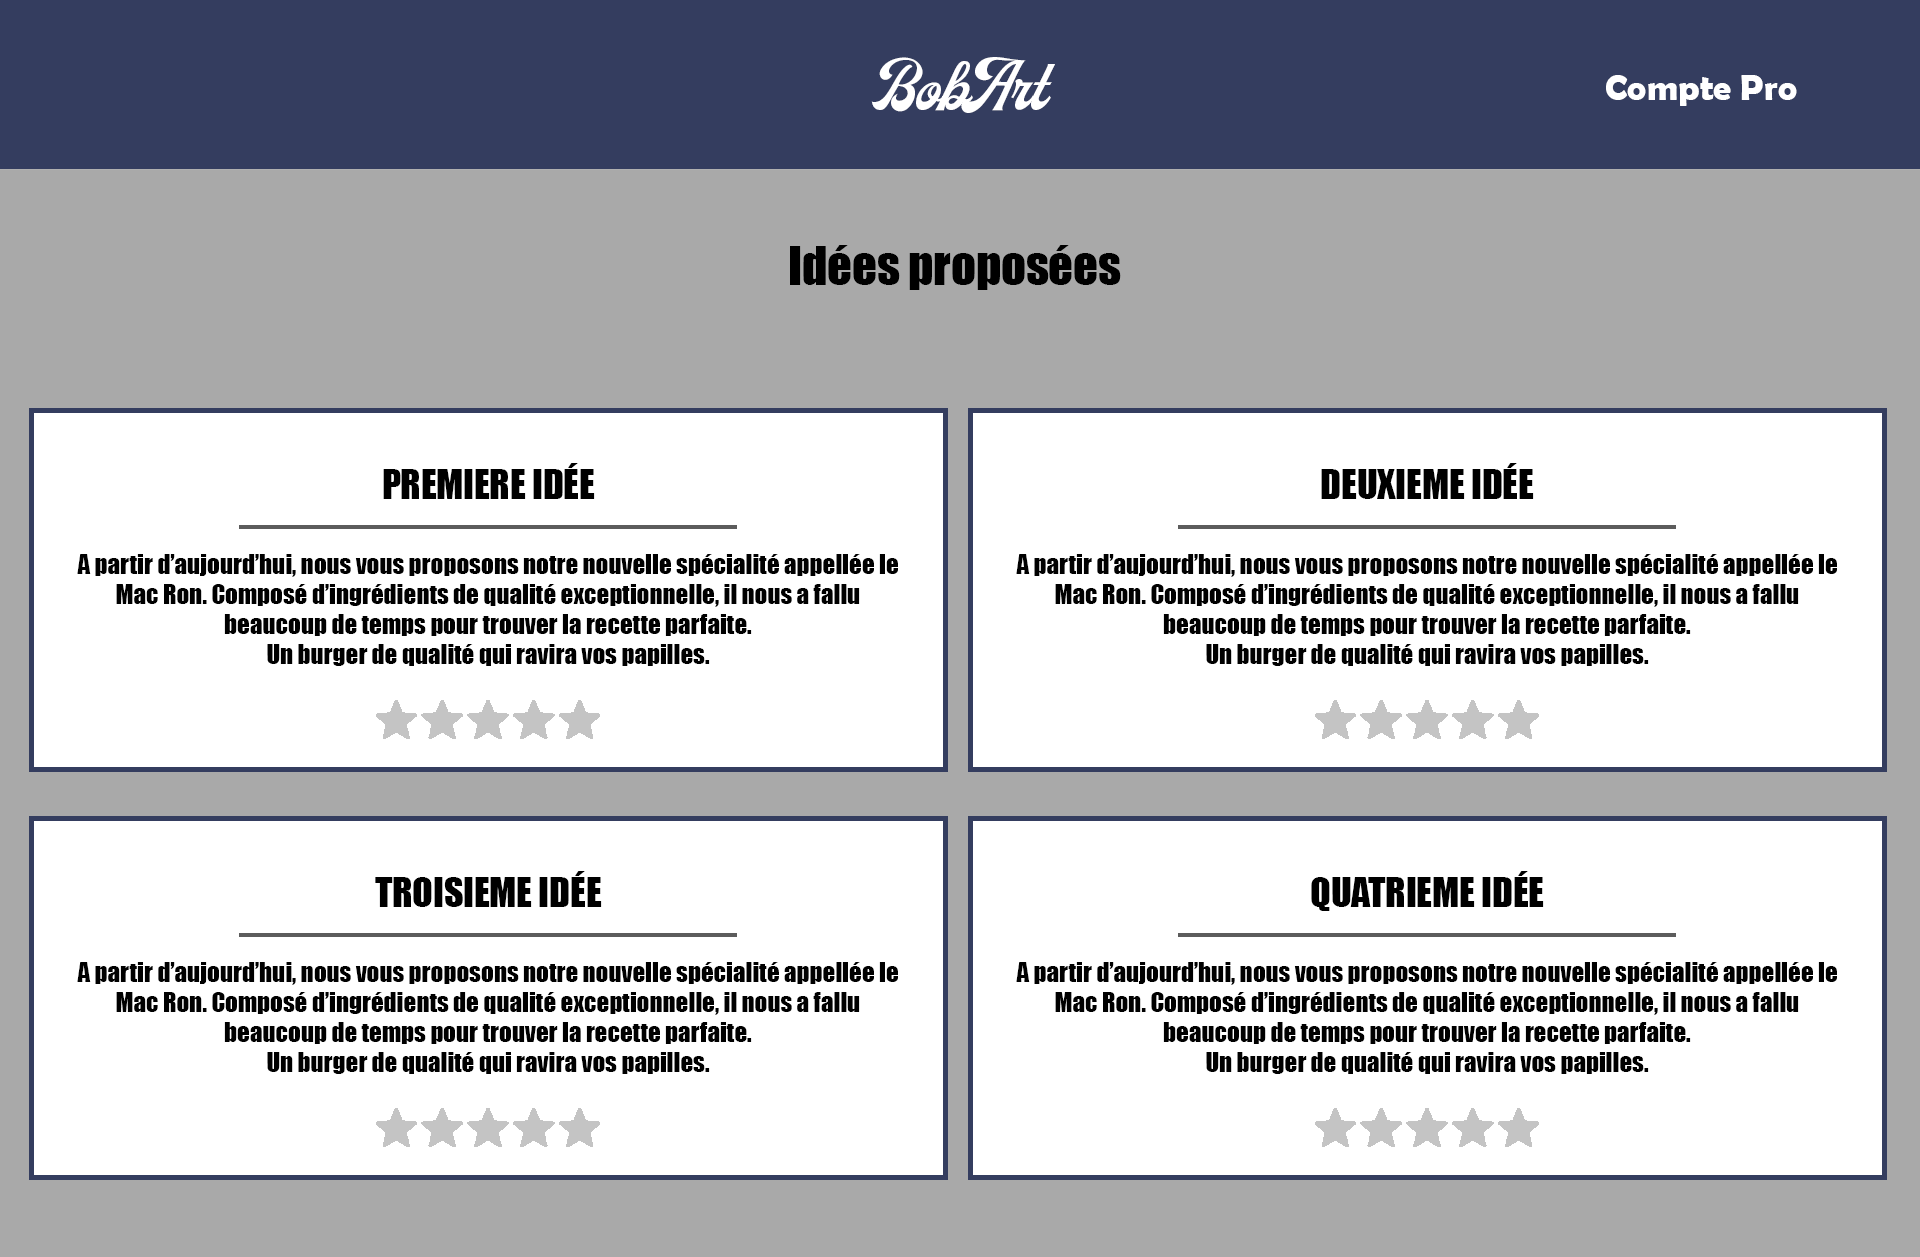 BobArt
Compte Pro
Idées proposées
PREMIERE IDÉE
A partir d’aujourd’hui, nous vous proposons notre nouvelle spécialité appellée le
Mac Ron. Composé d’ingrédients de qualité exceptionnelle, il nous a fallu
beaucoup de temps pour trouver la recette parfaite.
Un burger de qualité qui ravira vos papilles.
DEUXIEME IDÉE
A partir d’aujourd’hui, nous vous proposons notre nouvelle spécialité appellée le
Mac Ron. Composé d’ingrédients de qualité exceptionnelle, il nous a fallu
beaucoup de temps pour trouver la recette parfaite.
Un burger de qualité qui ravira vos papilles.
TROISIEME IDÉE
A partir d’aujourd’hui, nous vous proposons notre nouvelle spécialité appellée le
Mac Ron. Composé d’ingrédients de qualité exceptionnelle, il nous a fallu
beaucoup de temps pour trouver la recette parfaite.
Un burger de qualité qui ravira vos papilles.
QUATRIEME IDÉE
A partir d’aujourd’hui, nous vous proposons notre nouvelle spécialité appellée le
Mac Ron. Composé d’ingrédients de qualité exceptionnelle, il nous a fallu
beaucoup de temps pour trouver la recette parfaite.
Un burger de qualité qui ravira vos papilles.